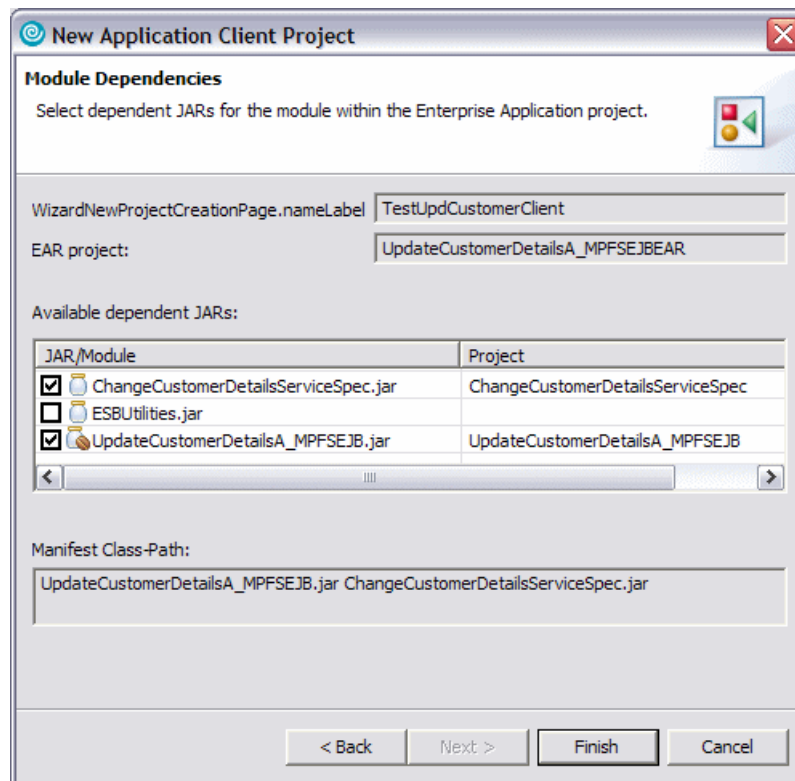 New Application Client Project
Module Dependencies
Select dependent JARs for the module within the Enterprise Application project.
WizardNewProjectCreationPage.nameLabel TestUpdCustomerClient
EAR project: UpdateCustomerDetailsA_MPFSEJBEAR
Available dependent JARs:
JAR/Module Project
ChangeCustomerDetailsServiceSpec.jar ChangeCustomerDetailsServiceSpec
ESBUtilities.jar
UpdateCustomerDetailsA_MPFSEJB.jar UpdateCustomerDetailsA_MPFSEJB
Manifest Class-Path:
UpdateCustomerDetailsA_MPFSEJB.jar ChangeCustomerDetailsServiceSpec.jar
< Back Next > Finish Cancel